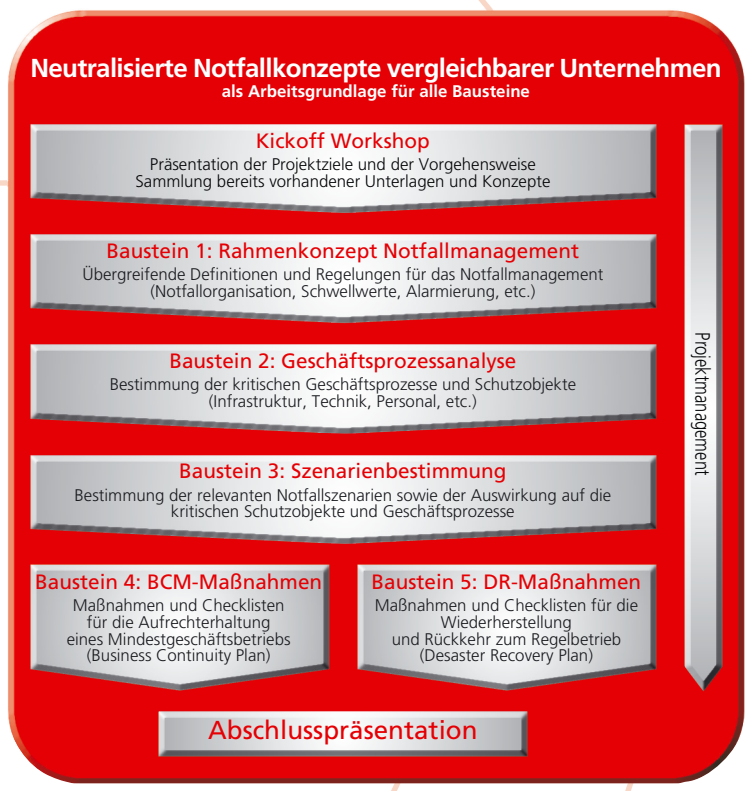 Neutralisierte Notfallkonzepte vergleichbarer Unternehmen
als Arbeitsgrundlage für alle Bausteine
Kickoff Workshop
Präsentation der Projektziele und der Vorgehensweise
Sammlung bereits vorhandener Unterlagen und Konzepte
Baustein 1: Rahmenkonzept Notfallmanagement
Übergreifende Definitionen und Regelungen für das Notfallmanagement
(Notfallorganisation, Schwellwerte, Alarmierung, etc.)
Baustein 2: Geschäftsprozessanalyse
Bestimmung der kritischen Geschäftsprozesse und Schutzobjekte
(Infrastruktur, Technik, Personal, etc.)
Baustein 3: Szenarienbestimmung
Bestimmung der relevanten Notfallszenarien sowie der Auswirkung auf die
kritischen Schutzobjekte und Geschäftsprozesse
Baustein 4: BCM-Maßnahmen
Maßnahmen und Checklisten
für die Aufrechterhaltung
eines Mindestgeschäftsbetriebs
(Business Continuity Plan)
Baustein 5: DR-Maßnahmen
Maßnahmen und Checklisten für die
Wiederherstellung
und Rückkehr zum Regelbetrieb
(Desaster Recovery Plan)
Abschlusspräsentation
Projektmanagement